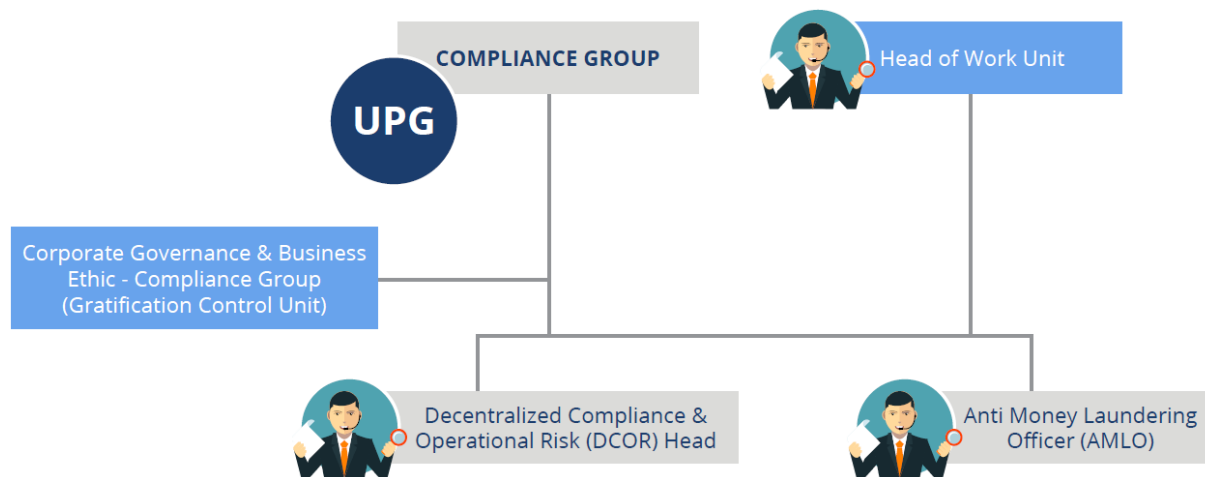 COMPLIANCE GROUP
UPG
Head of Work Unit
Corporate Governance & Business
Ethic - Compliance Group
(Gratification Control Unit)
Decentralized Compliance &
Operational Risk (DCOR) Head
Anti Money Laundering
Officer (AMLO)